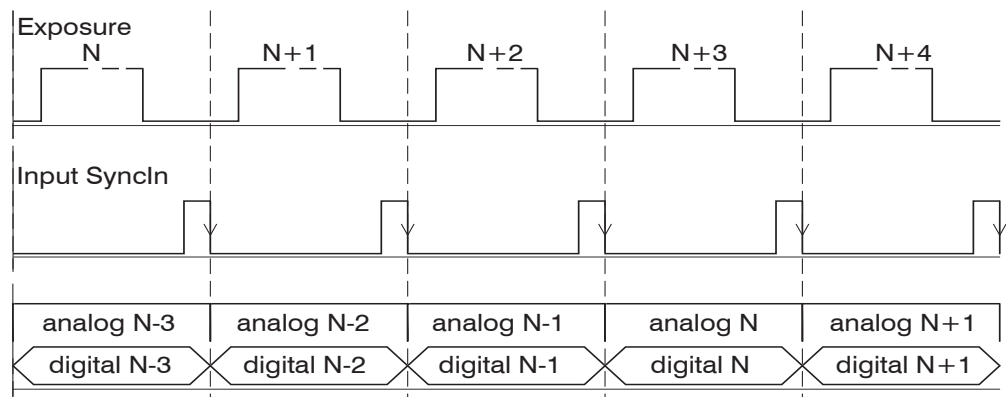 Exposure
N N+1 N+2 N+3 N+4
Input SyncIn
analog N-3 analog N-2 analog N-1 analog N analog N+1
digital N-3 digital N-2 digital N-1 digital N digital N+1